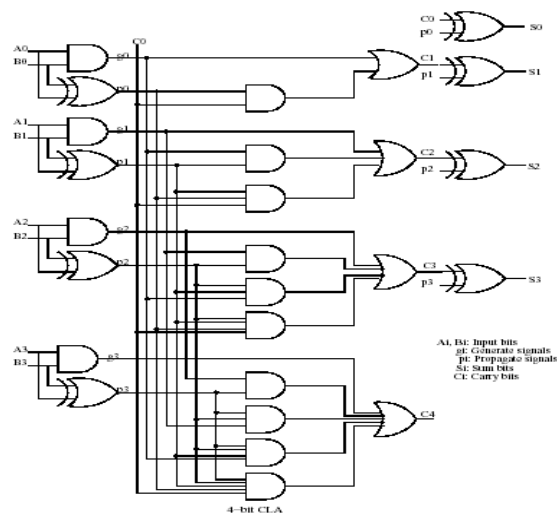 C0
p0
S0
A0
B0
g0
C0
p0
C1
p1
S1
A1
B1
g1
p1
C2
p2
S2
A2
B2
g2
p2
C3
p3
S3
Ai, Bi: Input bits
gi: Generate signals
pi: Propagate signals
Si: Sum bits
Ci: Carry bits
A3
B3
g3
p3
C4
4-bit CLA